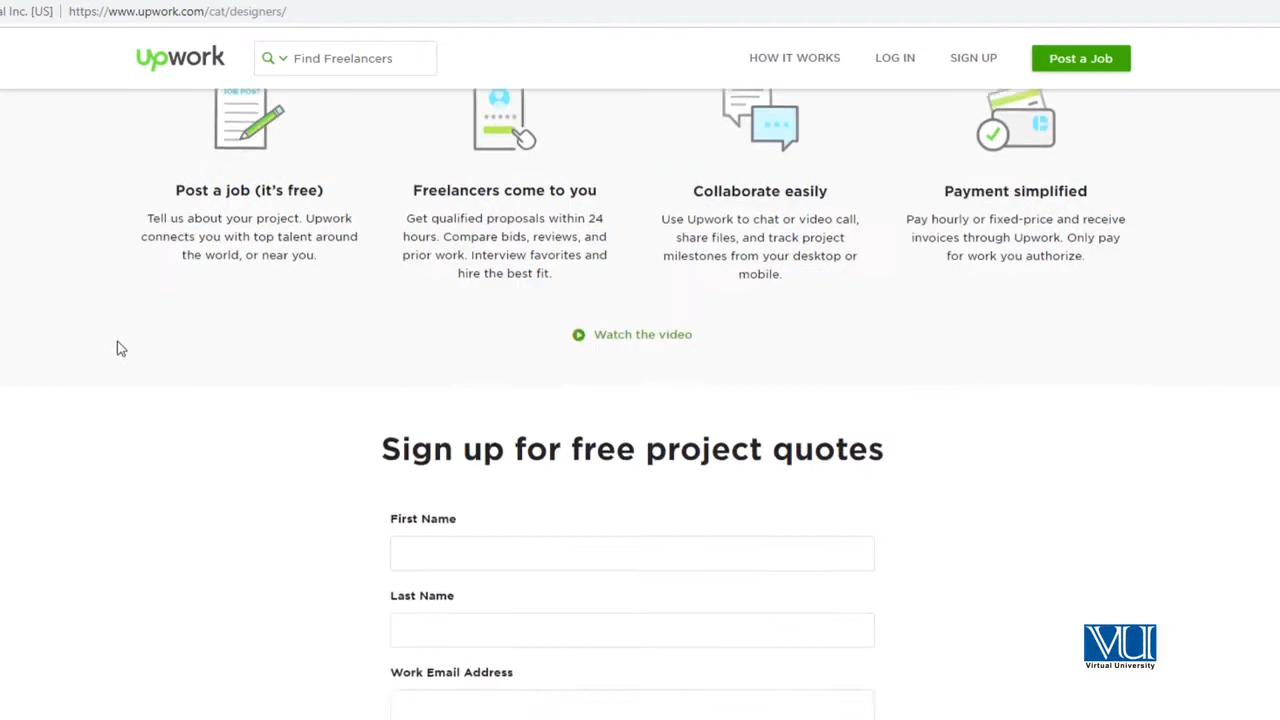 al Inc. [US] | https://www.upwork.com/cat/designers/
upwork
Find Freelancers
HOW IT WORKS
LOG IN
SIGN UP
Post a Job
JOB POST
Post a job (it's free)
Tell us about your project. Upwork
connects you with top talent around
the world, or near you.
Freelancers come to you
Get qualified proposals within 24
hours. Compare bids, reviews, and
prior work. Interview favorites and
hire the best fit.
Collaborate easily
Use Upwork to chat or video call,
share files, and track project
milestones from your desktop or
mobile.
Payment simplified
Pay hourly or fixed-price and receive
invoices through Upwork. Only pay
for work you authorize.
Watch the video
Sign up for free project quotes
First Name
Last Name
Work Email Address
VU
Virtual University